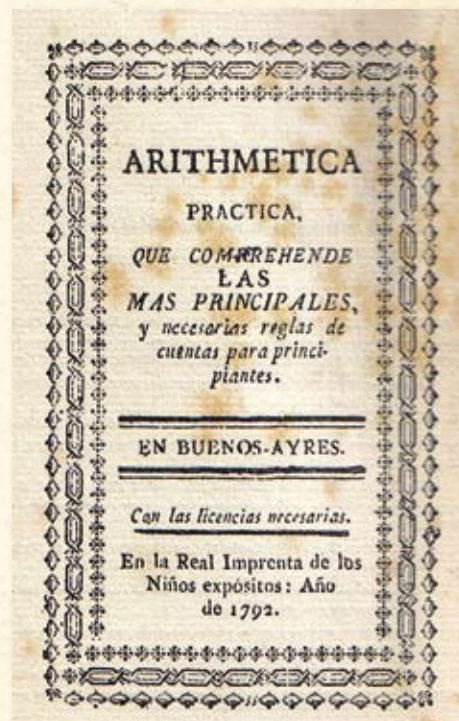 ARITHMETICA
PRACTICA,
QUE COMPREHENDE
LAS
MAS PRINCIPALES,
y necesarias reglas de
cuentas para princi-
piantes.
EN BUENOS-AYRES.
Con las licencias necesarias.
En la Real Imprenta de los
Niños expósitos: Año
de 1792.